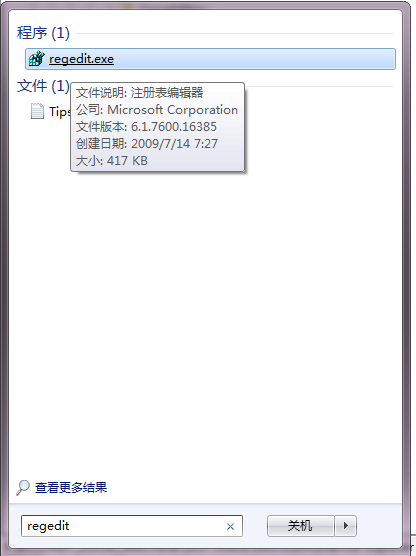 程序 (1)
regedit.exe
文件 (1)
Tips
文件说明: 注册表编辑器
公司: Microsoft Corporation
文件版本: 6.1.7600.16385
创建日期: 2009/7/14 7:27
大小: 417 KB
查看更多结果
regedit
关机